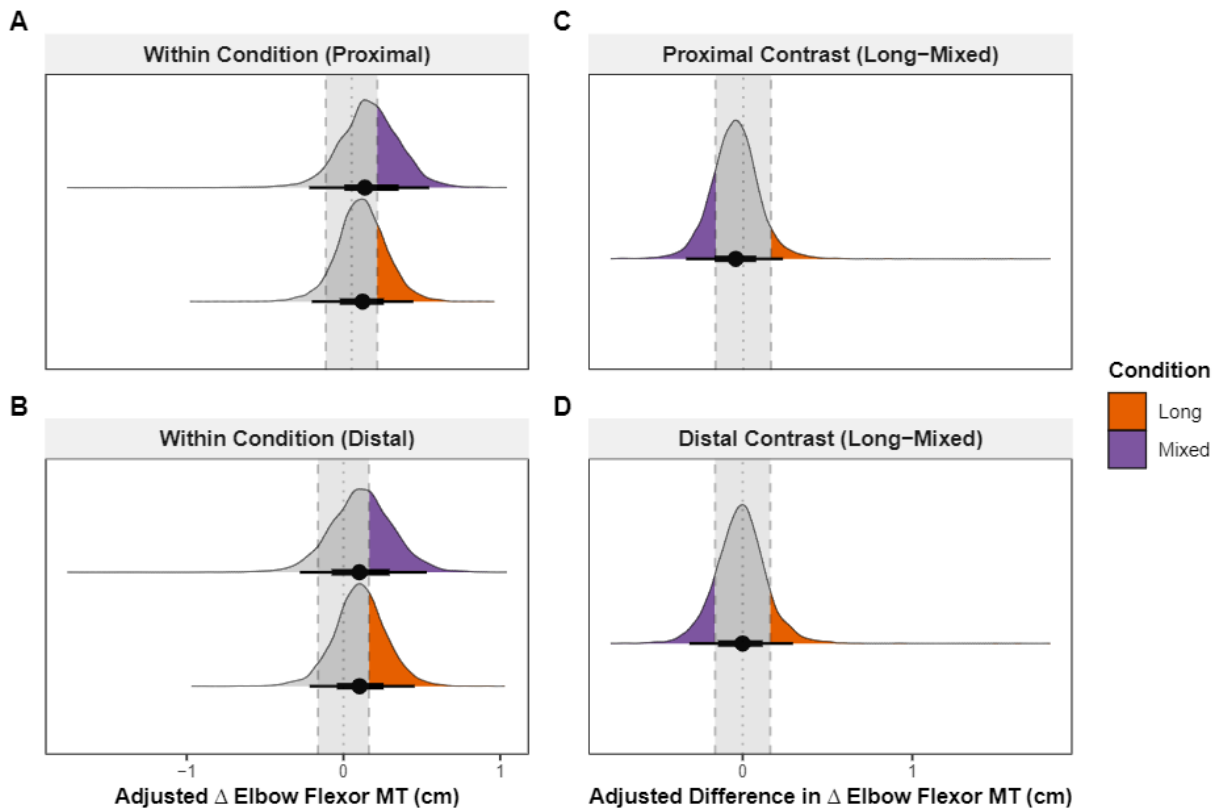 A
Within Condition (Proximal)
C
Proximal Contrast (Long−Mixed)
B
Within Condition (Distal)
−1
0
1
Adjusted Δ Elbow Flexor MT (cm)
D
Distal Contrast (Long−Mixed)
0
1
Adjusted Difference in Δ Elbow Flexor MT (cm)
Condition
Long
Mixed